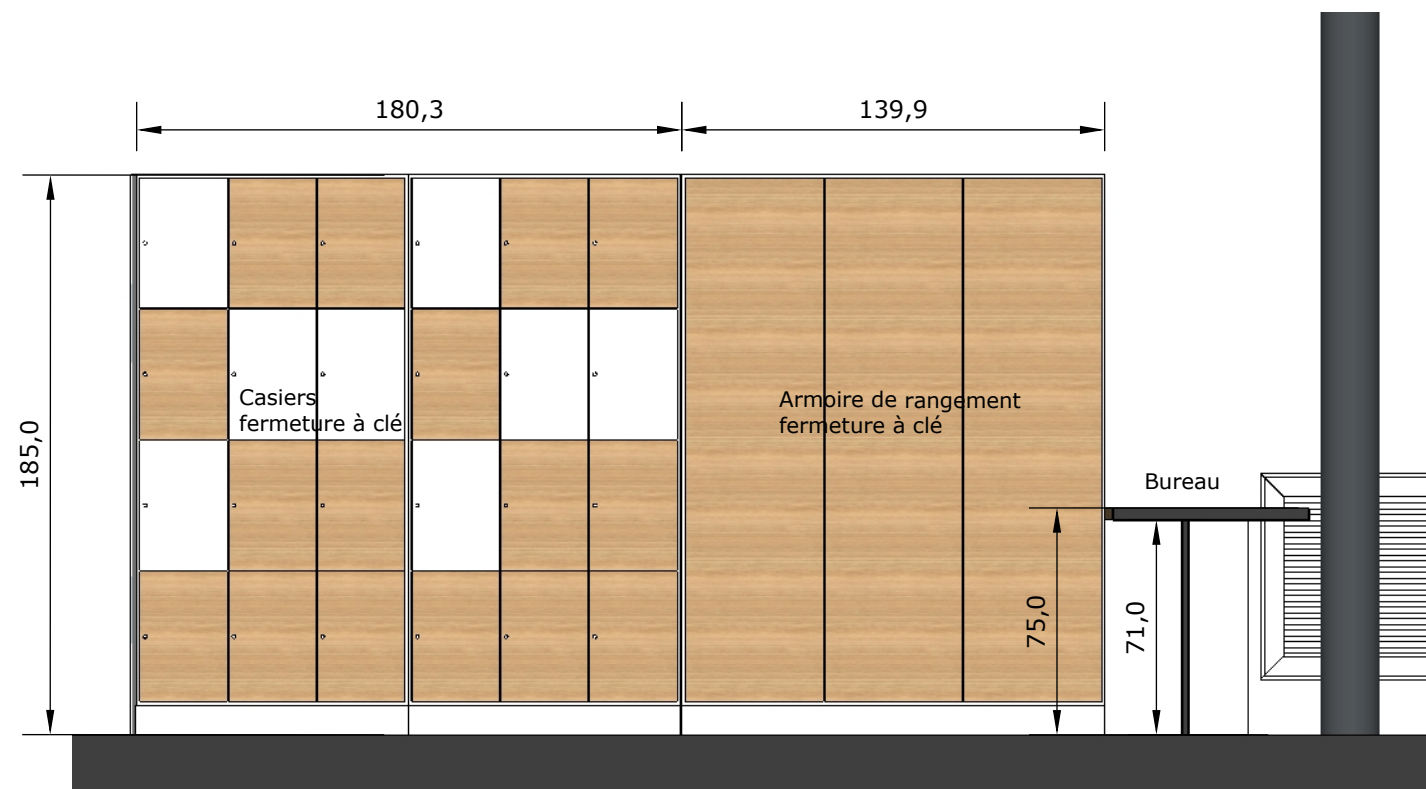 180,3
139,9
185,0
Casiers
fermeture à clé
Armoire de rangement
fermeture à clé
Bureau
75,0
71,0